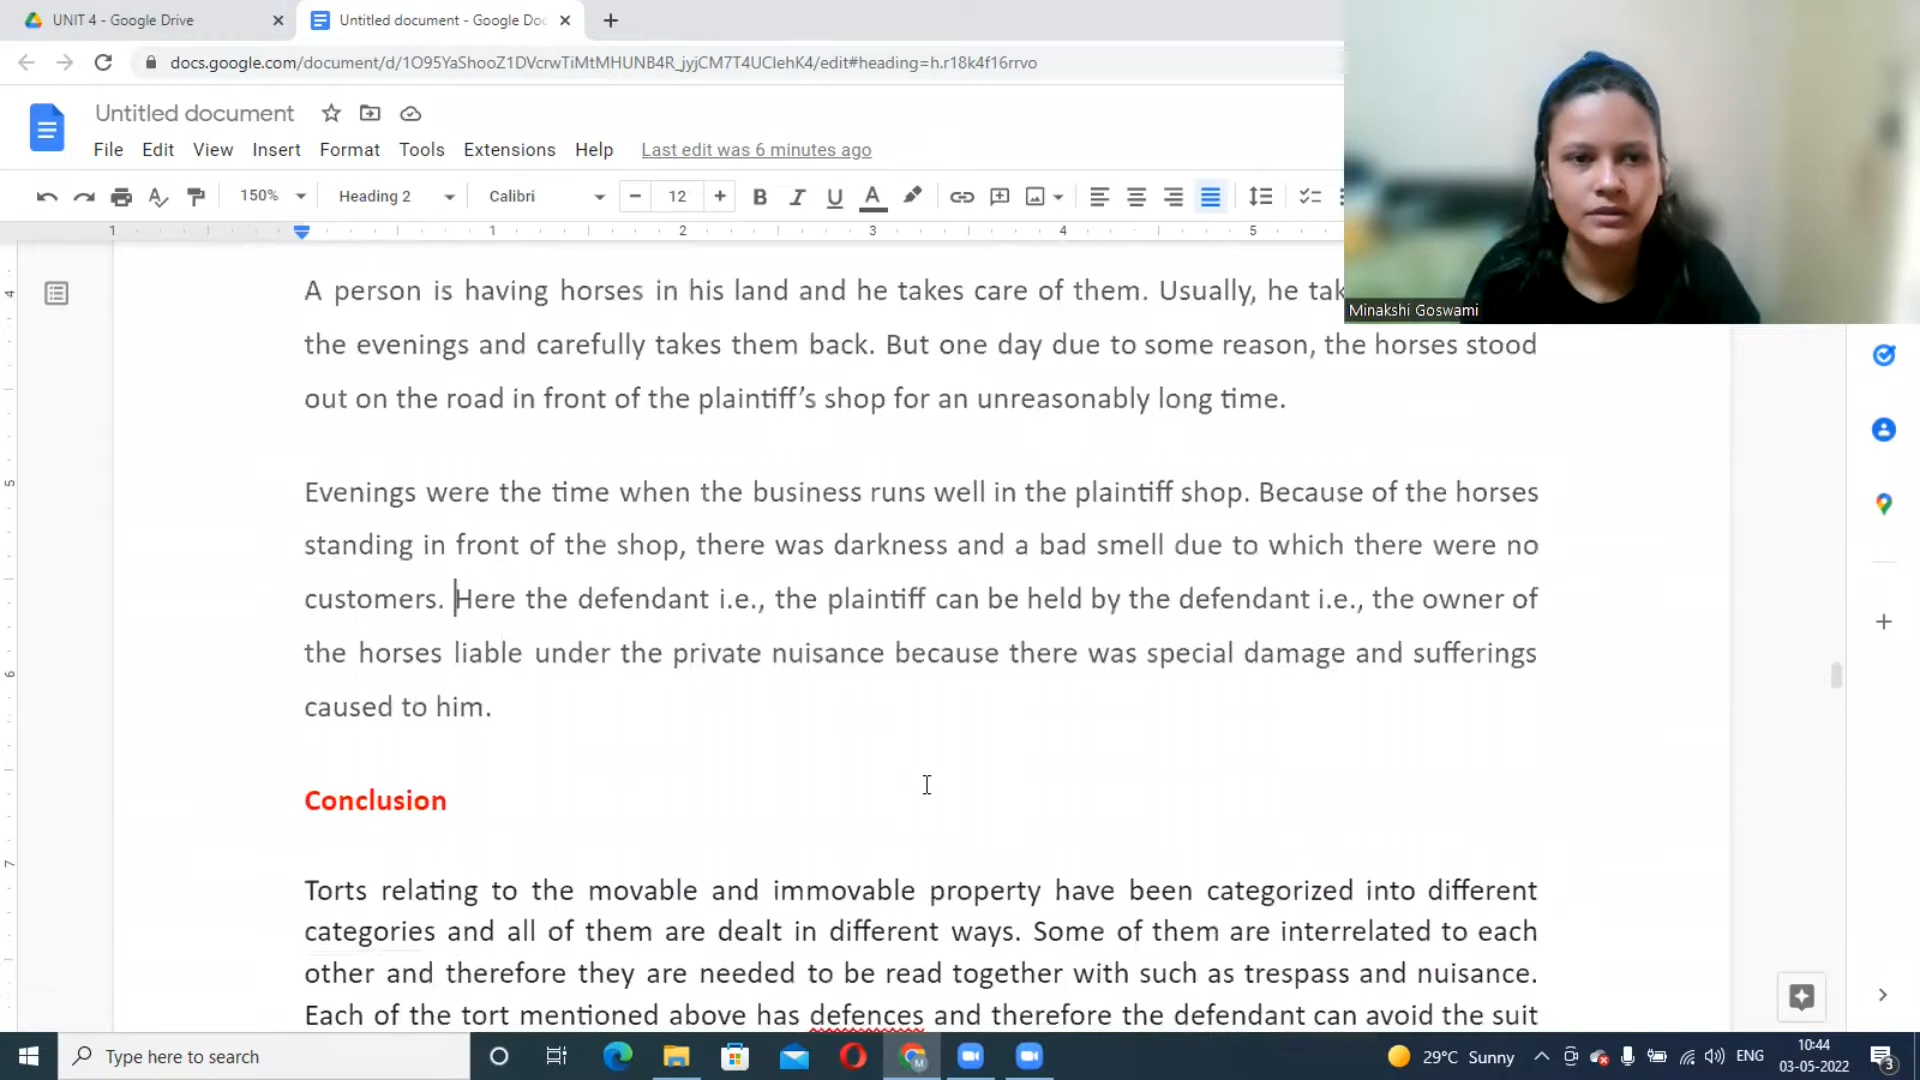 UNIT 4 - Google Drive
Untitled document - Google Doc
docs.google.com/document/d/1O95YaShooZ1DVcrwTiMtMHUNB4R_jyjCM7T4UClehK4/edit#heading=h.r18k4f16rrvo
Untitled document
File Edit View Insert Format Tools Extensions Help Last edit was 6 minutes ago
150% Heading 2 Calibri 12
1 1 2 3 4 5
Minakshi Goswami
A person is having horses in his land and he takes care of them. Usually, he tak
the evenings and carefully takes them back. But one day due to some reason, the horses stood
out on the road in front of the plaintiff’s shop for an unreasonably long time.
Evenings were the time when the business runs well in the plaintiff shop. Because of the horses
standing in front of the shop, there was darkness and a bad smell due to which there were no
customers. Here the defendant i.e., the plaintiff can be held by the defendant i.e., the owner of
the horses liable under the private nuisance because there was special damage and sufferings
caused to him.
Conclusion
Torts relating to the movable and immovable property have been categorized into different
categories and all of them are dealt in different ways. Some of them are interrelated to each
other and therefore they are needed to be read together with such as trespass and nuisance.
Each of the tort mentioned above has defences and therefore the defendant can avoid the suit
4
5
6
7
Type here to search
29°C Sunny
ENG
10:44
03-05-2022
3